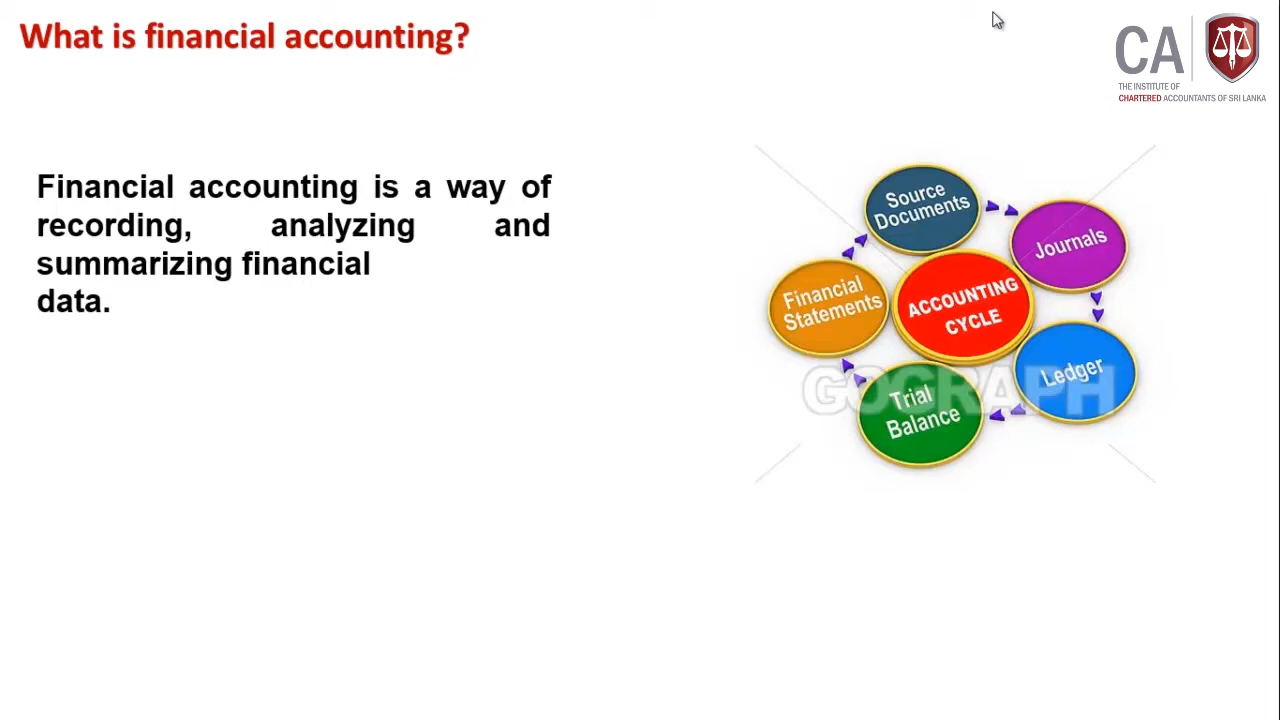 What is financial accounting?
CA
THE INSTITUTE OF
CHARTERED ACCOUNTANTS OF SRI LANKA
Financial accounting is a way of
recording, analyzing and
summarizing financial
data.
Source
Documents
Journals
Financial
Statements
ACCOUNTING
CYCLE
Ledger
Trial
Balance
GOGRAPH